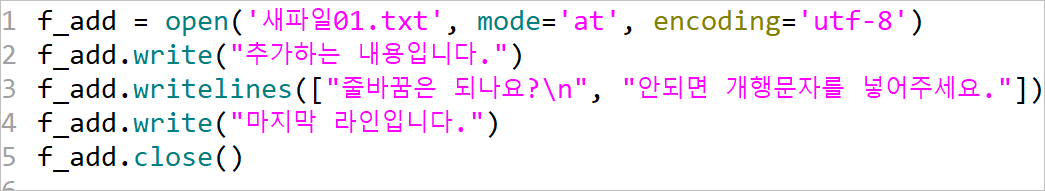 1 f_add = open('새파일01.txt', mode='at', encoding='utf-8')
2 f_add.write("추가하는 내용입니다.")
3 f_add.writelines(["줄바꿈은 되나요?\n", "안되면 개행문자를 넣어주세요."])
4 f_add.write("마지막 라인입니다.")
5 f_add.close()
6